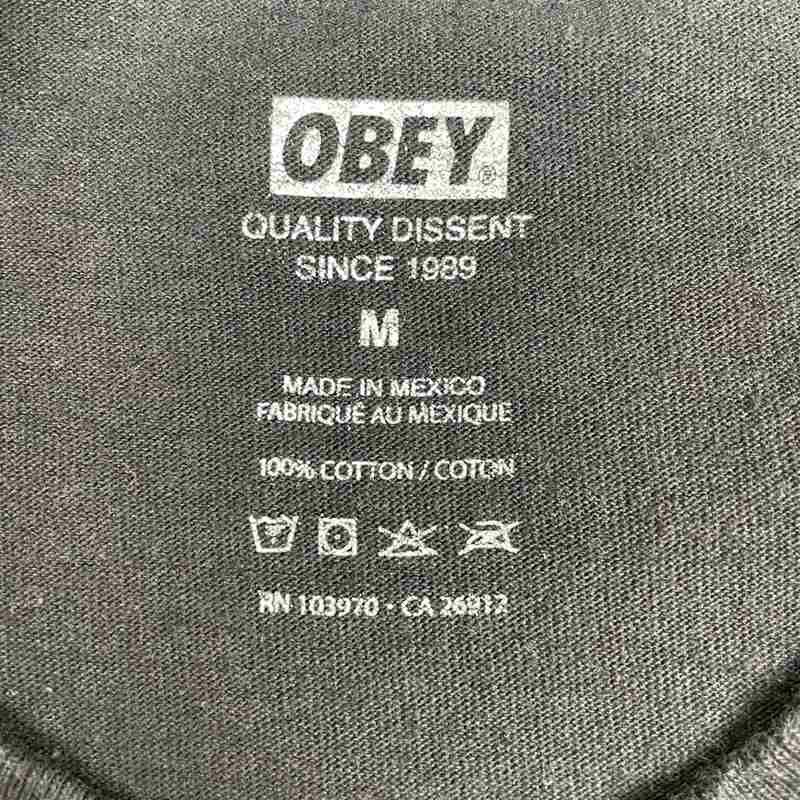 OBEY®
QUALITY DISSENT
SINCE 1989
M
MADE IN MEXICO
FABRIQUÉ AU MEXIQUE
100% COTTON / COTON
RN 103970 • CA 26912